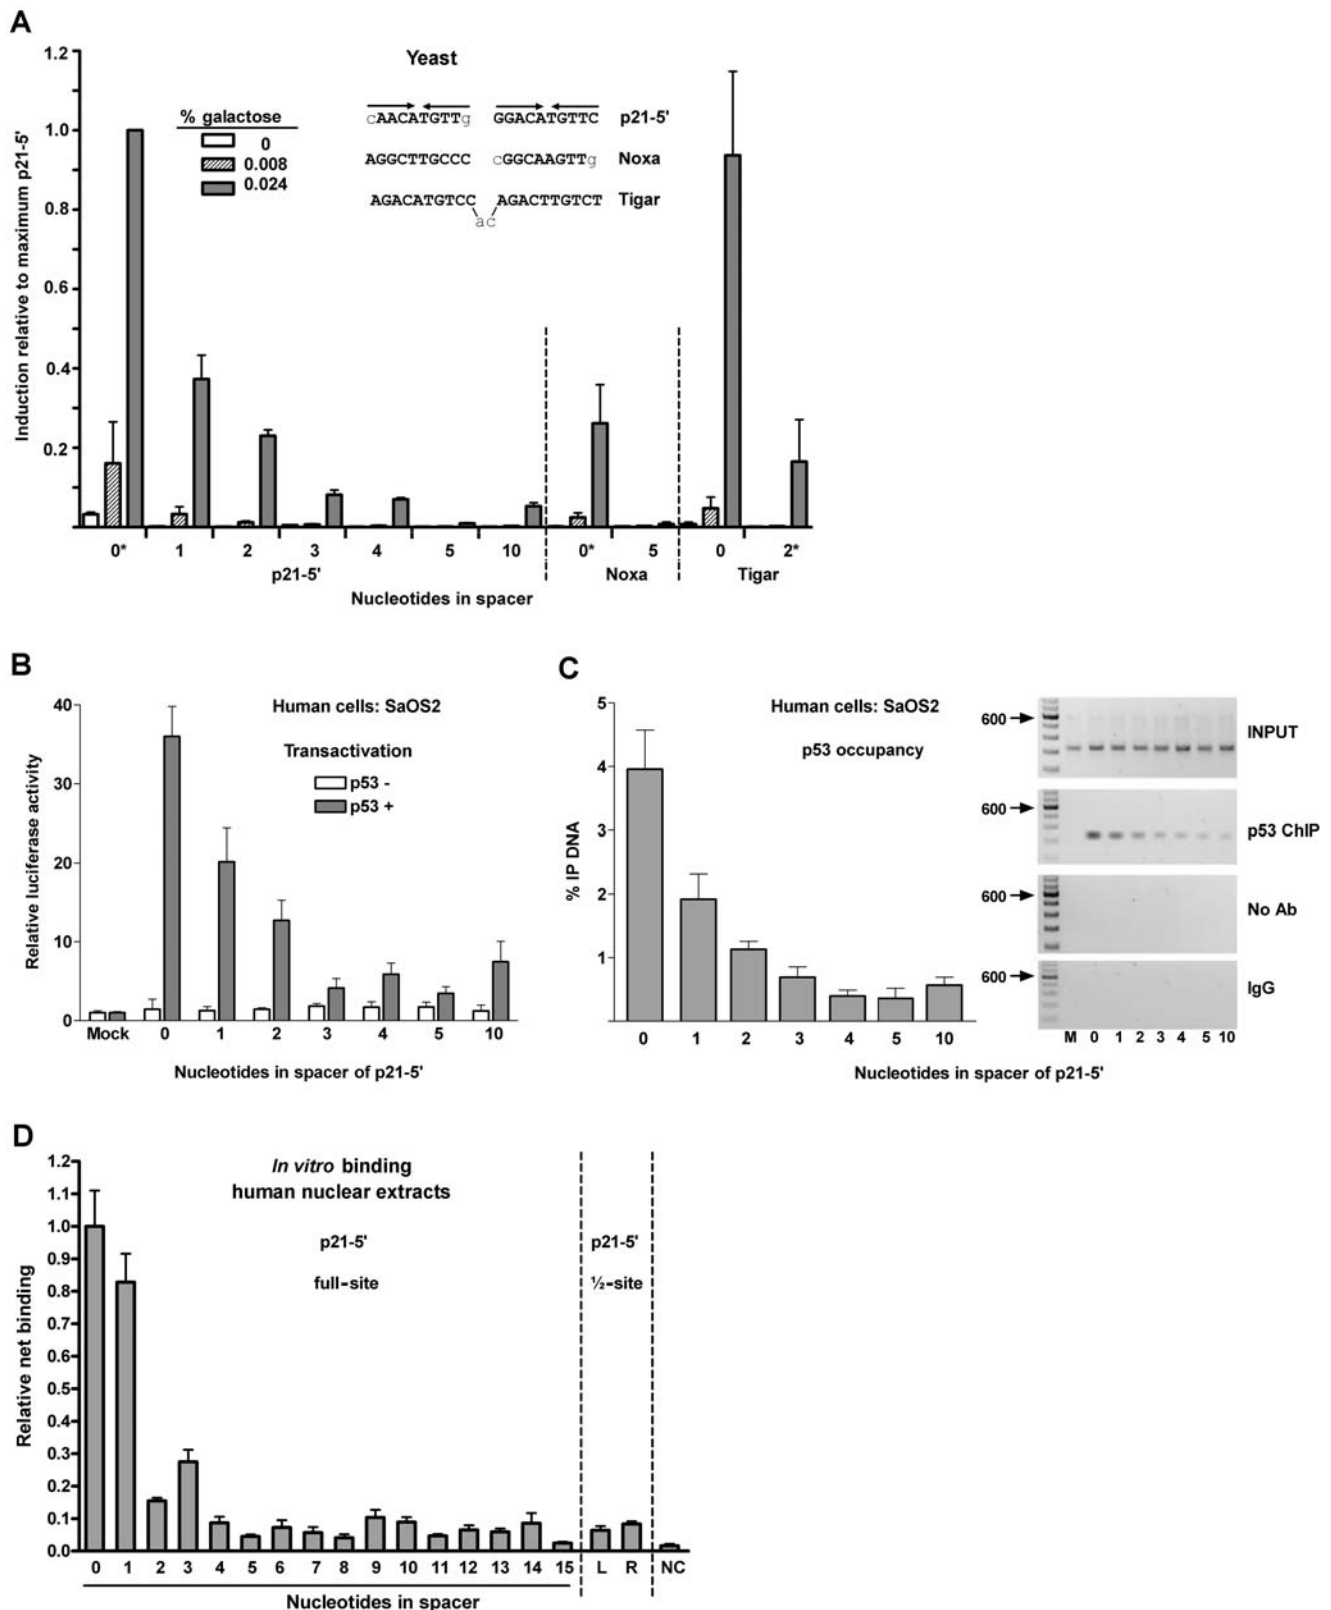 A
Yeast
Induction relative to maximum p21-5'
1.2
1.0
0.8
0.6
0.4
0.2
% galactose
0
0.008
0.024
cAACATGTTg GGACATGTTC p21-5'
AGGCTTGCCC cGGCAAGTTg Noxa
AGACATGTCC AGACTTGTCT Tigar
ac
0* 1 2 3 4 5 10 0* 5 0 2*
p21-5' Noxa Tigar
Nucleotides in spacer
B
Relative luciferase activity
40
30
20
10
0
Human cells: SaOS2
Transactivation
p53 -
p53 +
Mock 0 1 2 3 4 5 10
Nucleotides in spacer of p21-5'
C
% IP DNA
5
4
3
2
1
Human cells: SaOS2
p53 occupancy
0 1 2 3 4 5 10
600 INPUT
600 p53 ChIP
600 No Ab
600 IgG
M 0 1 2 3 4 5 10
Nucleotides in spacer of p21-5'
D
Relative net binding
1.2
1.1
1.0
0.9
0.8
0.7
0.6
0.5
0.4
0.3
0.2
0.1
0.0
In vitro binding
human nuclear extracts
p21-5' p21-5'
full-site ½-site
0 1 2 3 4 5 6 7 8 9 10 11 12 13 14 15 L R NC
Nucleotides in spacer